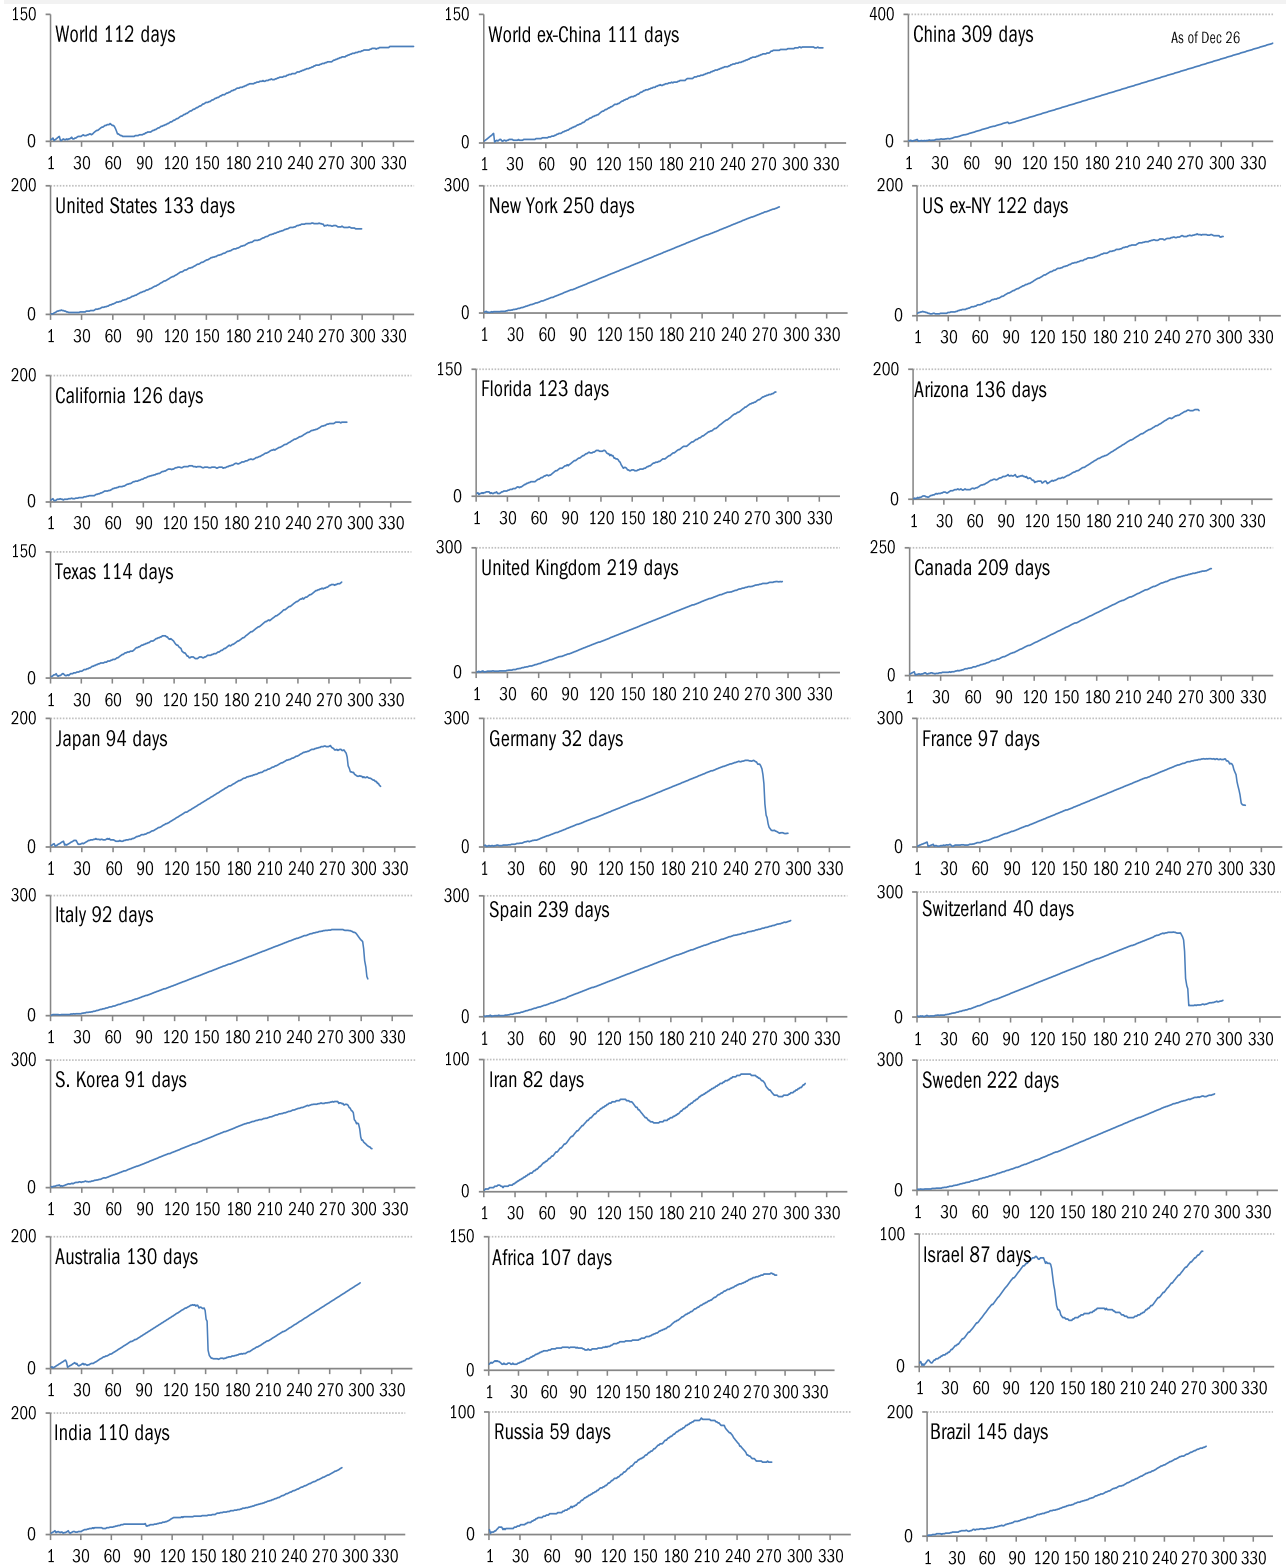 150
World 112 days
0
1 30 60 90 120 150 180 210 240 270 300 330
150
World ex-China 111 days
0
1 30 60 90 120 150 180 210 240 270 300 330
400
China 309 days
As of Dec 26
0
1 30 60 90 120 150 180 210 240 270 300 330
200
United States 133 days
0
1 30 60 90 120 150 180 210 240 270 300 330
300
New York 250 days
0
1 30 60 90 120 150 180 210 240 270 300 330
200
US ex-NY 122 days
0
1 30 60 90 120 150 180 210 240 270 300 330
200
California 126 days
0
1 30 60 90 120 150 180 210 240 270 300 330
150
Florida 123 days
0
1 30 60 90 120 150 180 210 240 270 300 330
200
Arizona 136 days
0
1 30 60 90 120 150 180 210 240 270 300 330
150
Texas 114 days
0
1 30 60 90 120 150 180 210 240 270 300 330
300
United Kingdom 219 days
0
1 30 60 90 120 150 180 210 240 270 300 330
250
Canada 209 days
0
1 30 60 90 120 150 180 210 240 270 300 330
200
Japan 94 days
0
1 30 60 90 120 150 180 210 240 270 300 330
300
Germany 32 days
0
1 30 60 90 120 150 180 210 240 270 300 330
300
France 97 days
0
1 30 60 90 120 150 180 210 240 270 300 330
300
Italy 92 days
0
1 30 60 90 120 150 180 210 240 270 300 330
300
Spain 239 days
0
1 30 60 90 120 150 180 210 240 270 300 330
300
Switzerland 40 days
0
1 30 60 90 120 150 180 210 240 270 300 330
300
S. Korea 91 days
0
1 30 60 90 120 150 180 210 240 270 300 330
100
Iran 82 days
0
1 30 60 90 120 150 180 210 240 270 300 330
300
Sweden 222 days
0
1 30 60 90 120 150 180 210 240 270 300 330
200
Australia 130 days
0
1 30 60 90 120 150 180 210 240 270 300 330
150
Africa 107 days
0
1 30 60 90 120 150 180 210 240 270 300 330
100
Israel 87 days
0
1 30 60 90 120 150 180 210 240 270 300 330
200
India 110 days
0
1 30 60 90 120 150 180 210 240 270 300 330
100
Russia 59 days
0
1 30 60 90 120 150 180 210 240 270 300 330
200
Brazil 145 days
0
1 30 60 90 120 150 180 210 240 270 300 330